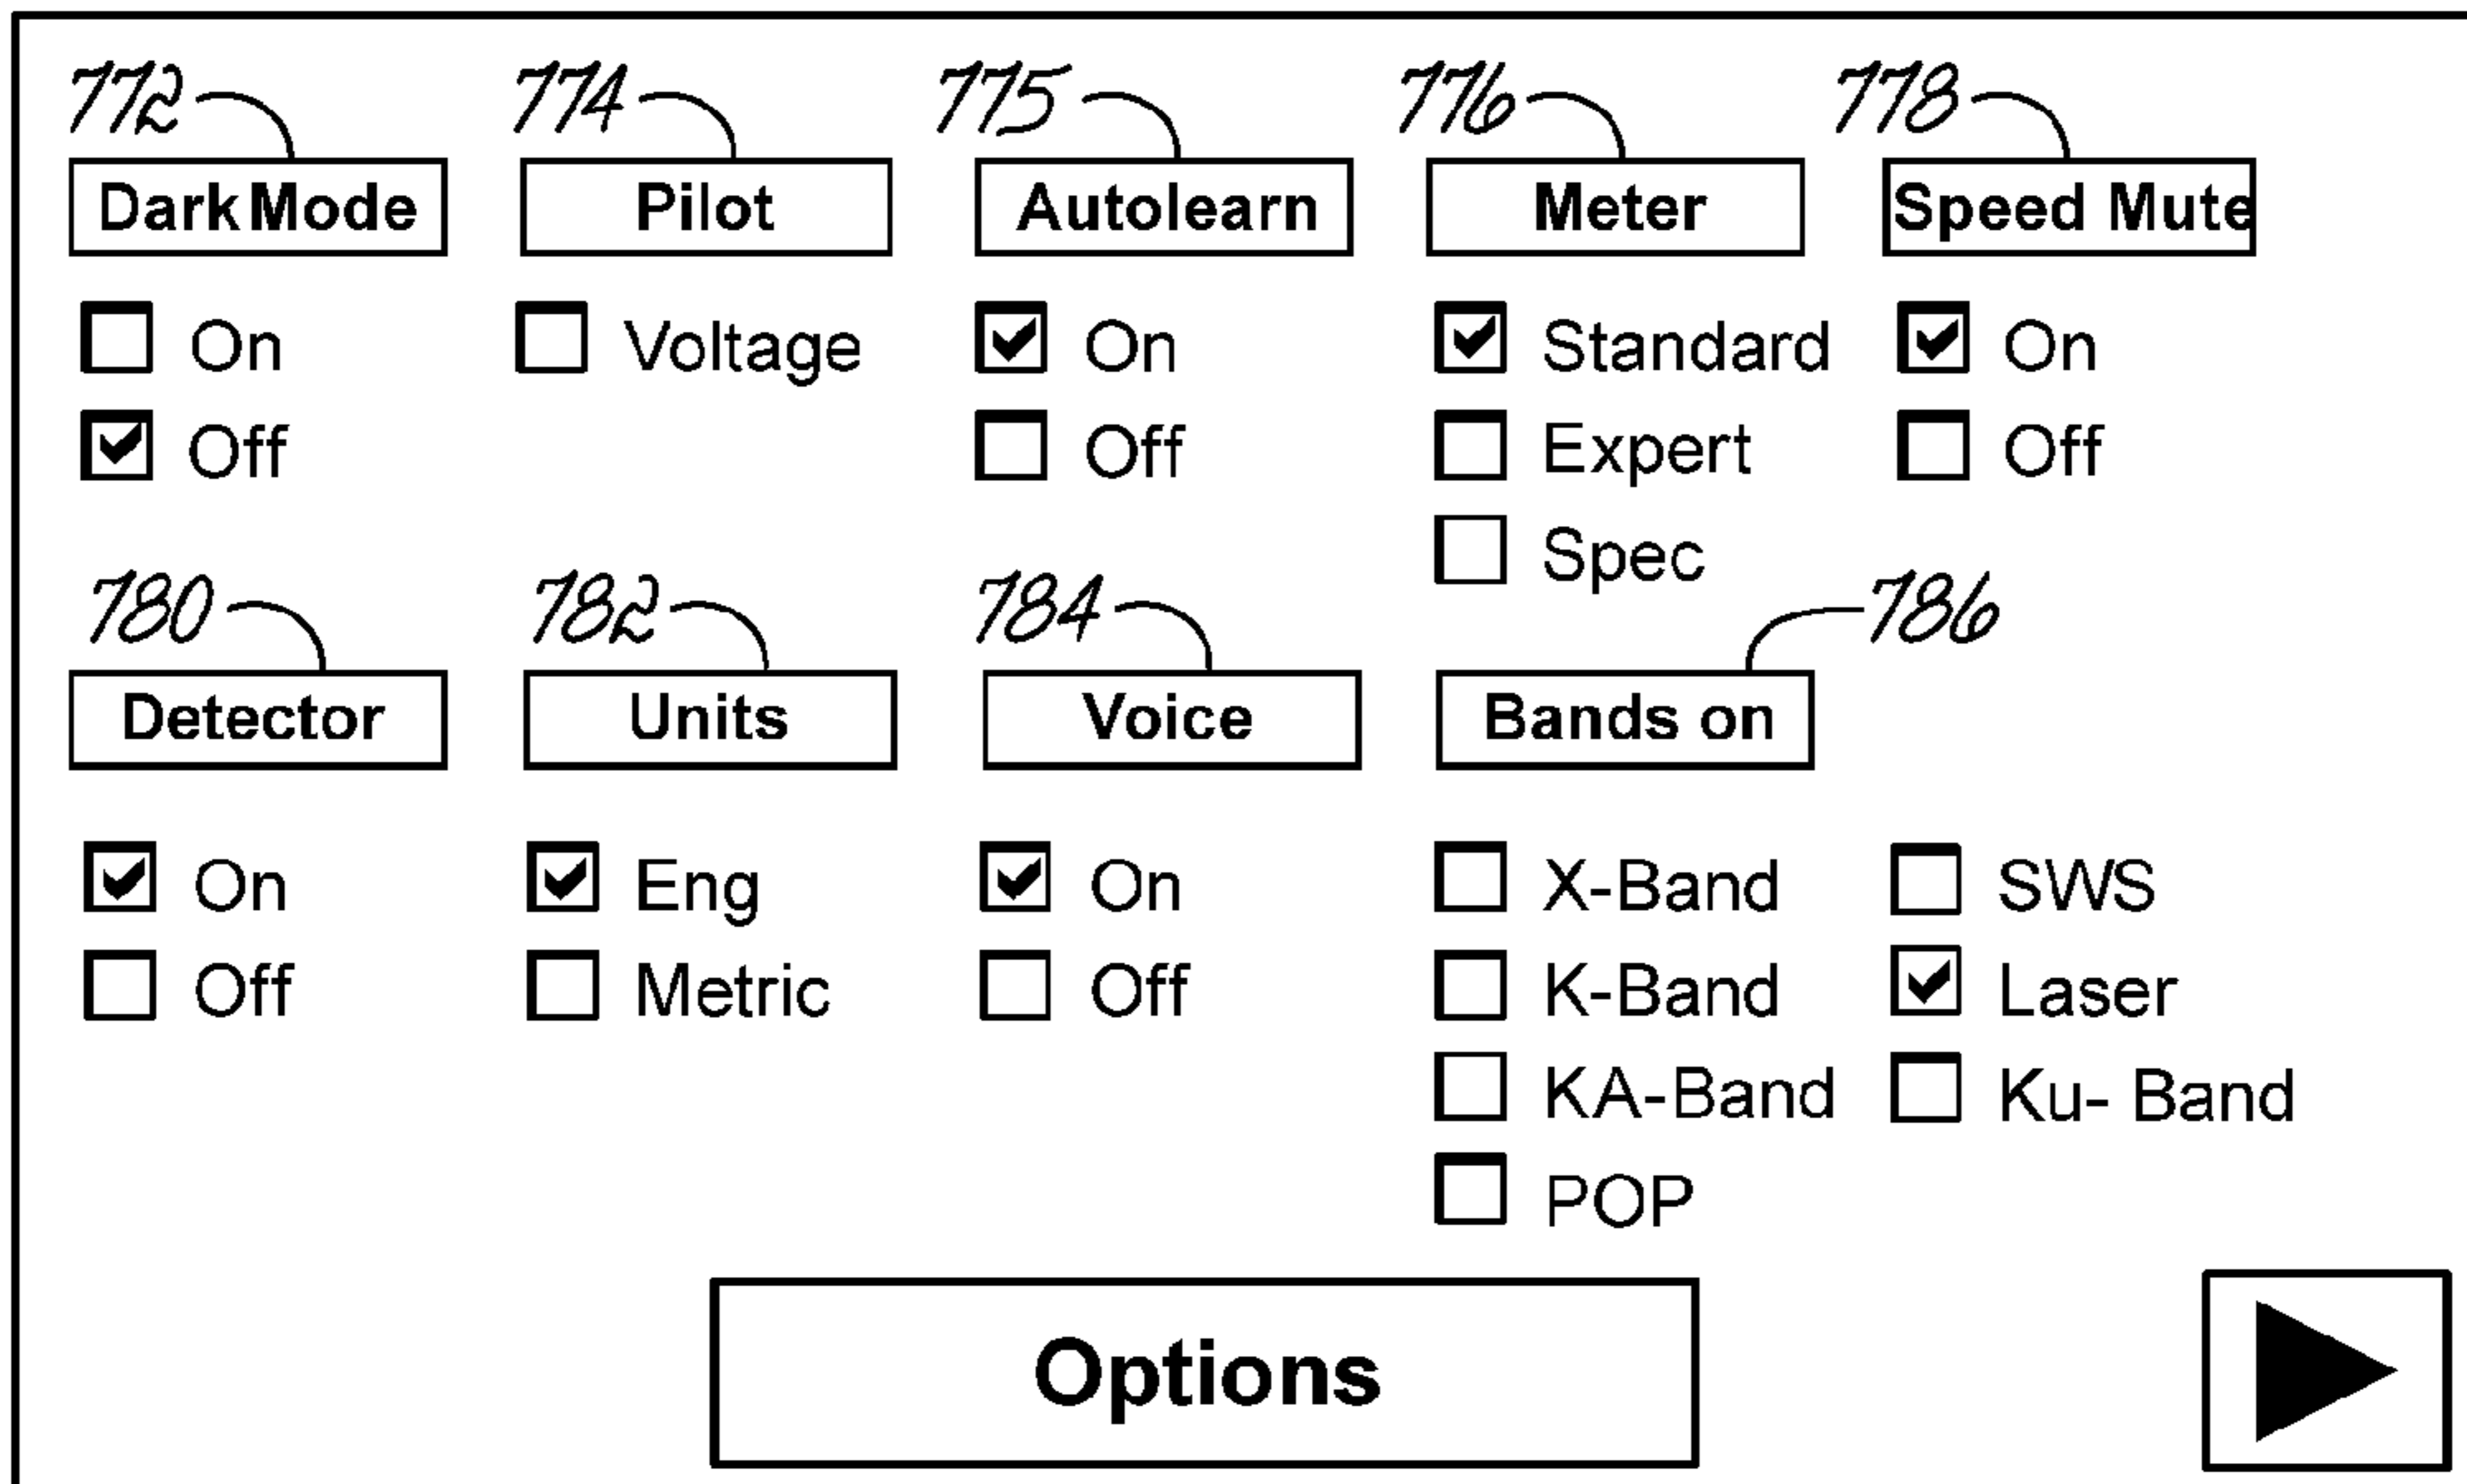 772 774 775 776 778
Dark Mode Pilot Autolearn Meter Speed Mute
On Voltage On Standard On
Off Off Expert Off
Spec
780 782 784 786
Detector Units Voice Bands on
On Eng On X-Band SWS
Off Metric Off K-Band Laser
KA-Band Ku- Band
POP
Options